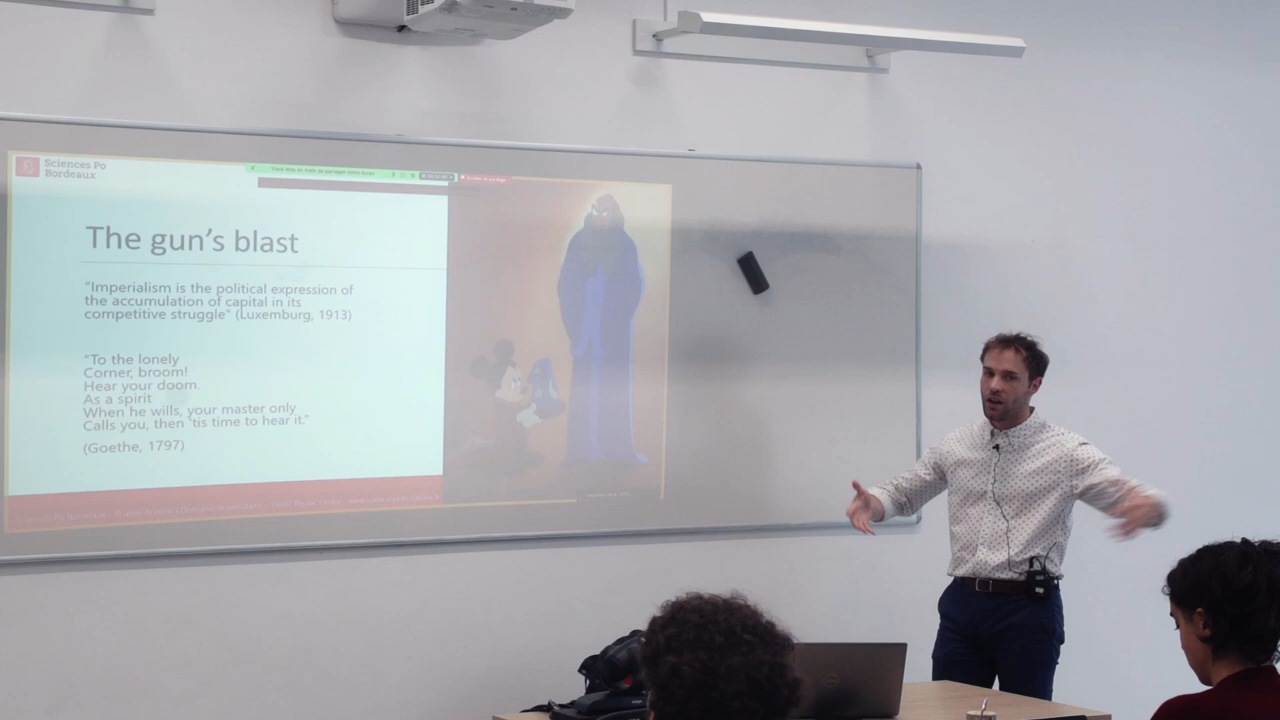 Sciences Po
Bordeaux
The gun's blast
"Imperialism is the political expression of
the accumulation of capital in its
competitive struggle" (Luxemburg, 1913)
"To the lonely
Corner, broom!
Hear your doom.
As a spirit
When he wills, your master only
Calls you, then 'tis time to hear it."
(Goethe, 1797)